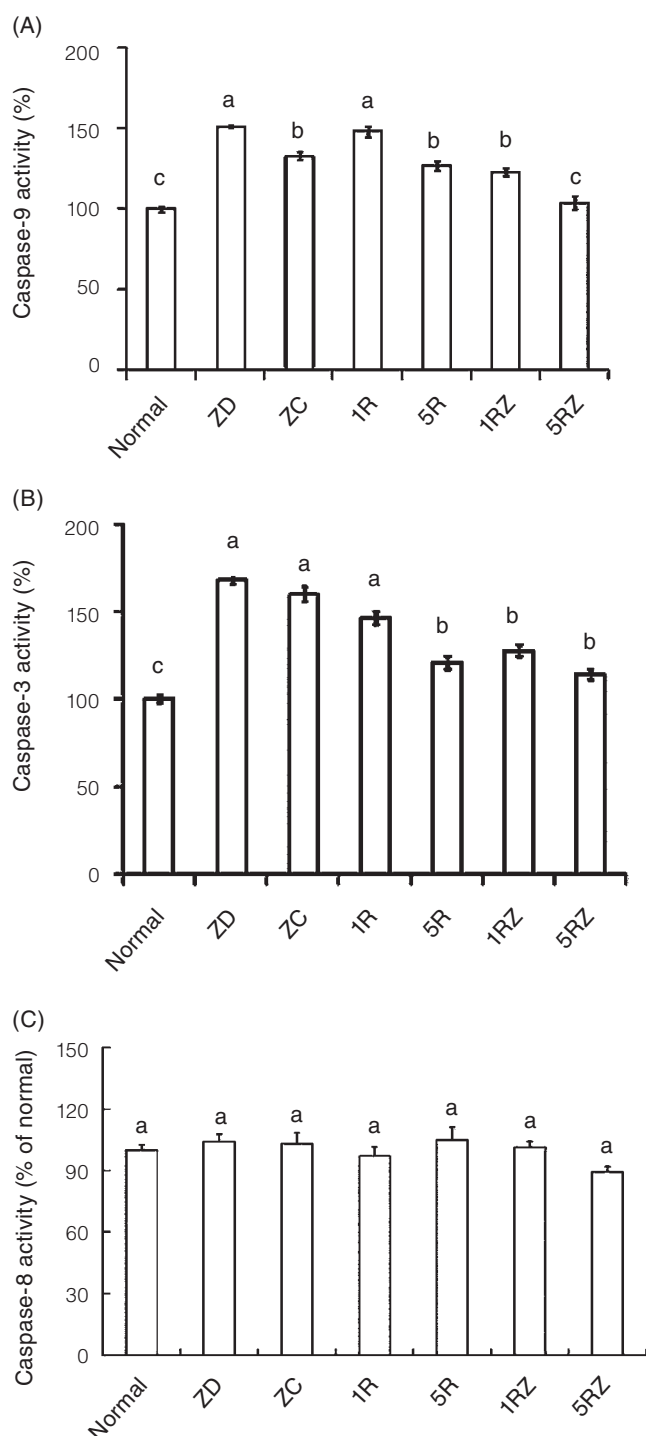 (A)
Caspase-9 activity (%)
200
150
100
50
0
c
a
b
a
b
b
c
Normal
ZD
ZC
1R
5R
1RZ
5RZ
(B)
Caspase-3 activity (%)
200
150
100
50
0
c
a
a
a
b
b
b
Normal
ZD
ZC
1R
5R
1RZ
5RZ
(C)
Caspase-8 activity (% of normal)
150
120
90
60
30
0
a
a
a
a
a
a
a
Normal
ZD
ZC
1R
5R
1RZ
5RZ